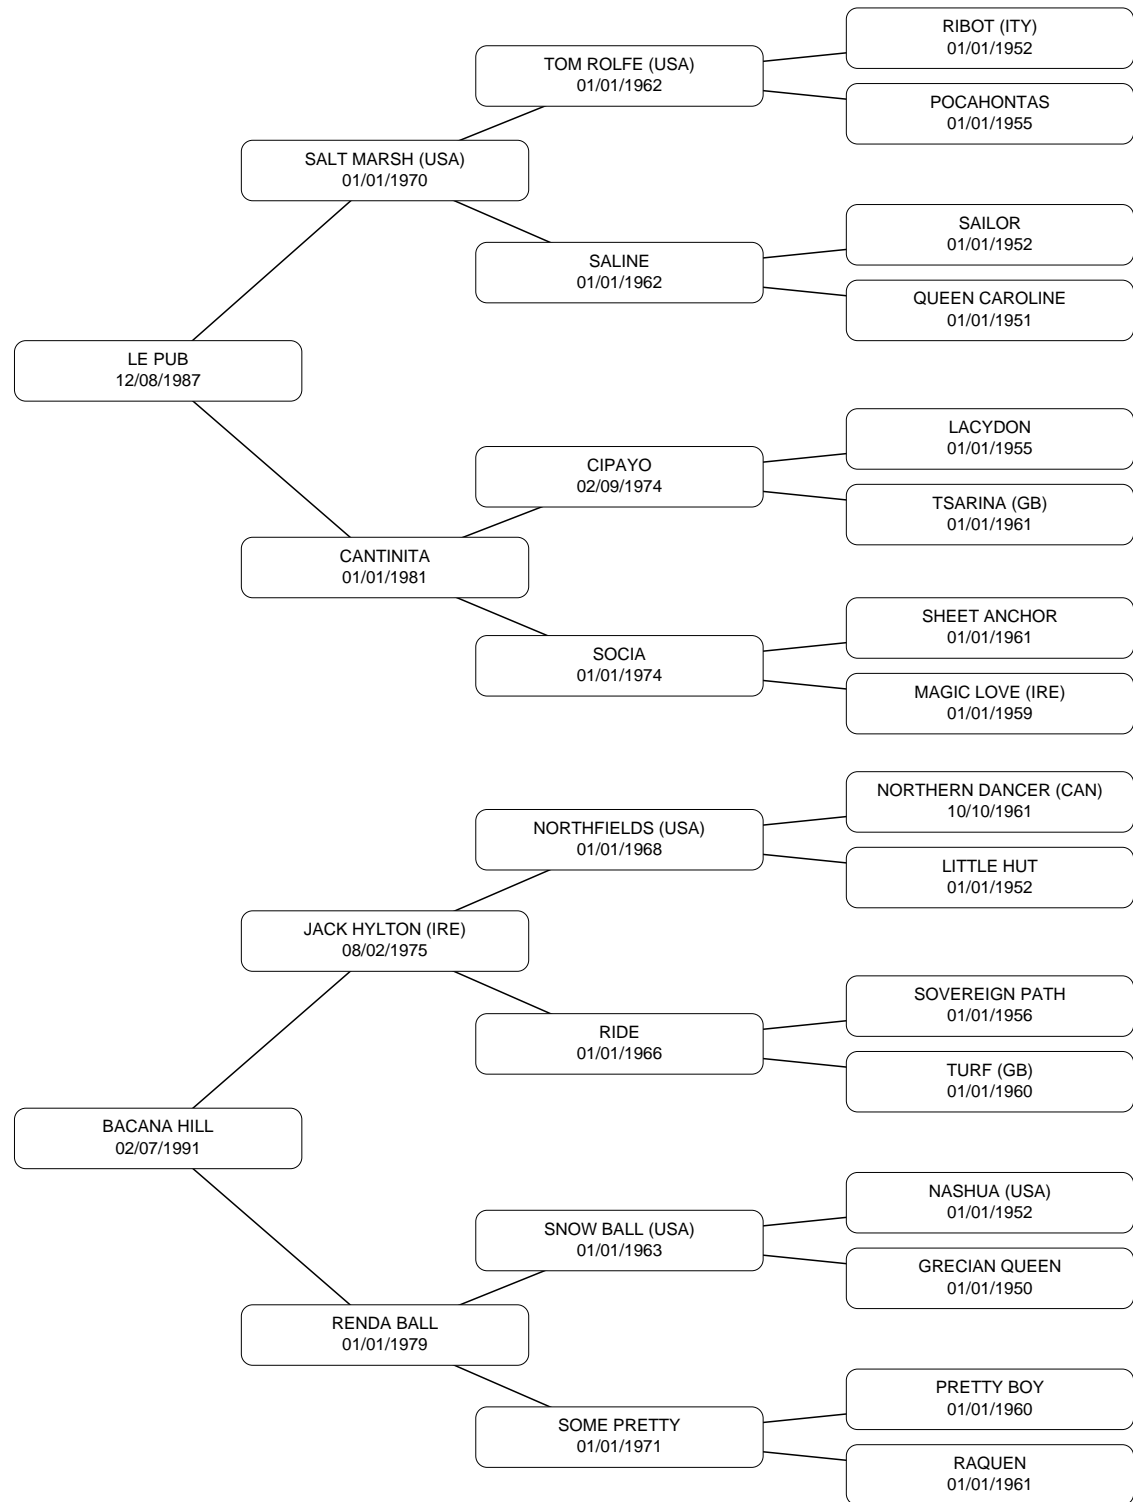 RIBOT (ITY)
01/01/1952
TOM ROLFE (USA)
01/01/1962
POCAHONTAS
01/01/1955
SALT MARSH (USA)
01/01/1970
SAILOR
01/01/1952
SALINE
01/01/1962
QUEEN CAROLINE
01/01/1951
LE PUB
12/08/1987
LACYDON
01/01/1955
CIPAYO
02/09/1974
TSARINA (GB)
01/01/1961
CANTINITA
01/01/1981
SHEET ANCHOR
01/01/1961
SOCIA
01/01/1974
MAGIC LOVE (IRE)
01/01/1959
NORTHERN DANCER (CAN)
10/10/1961
NORTHFIELDS (USA)
01/01/1968
LITTLE HUT
01/01/1952
JACK HYLTON (IRE)
08/02/1975
SOVEREIGN PATH
01/01/1956
RIDE
01/01/1966
TURF (GB)
01/01/1960
BACANA HILL
02/07/1991
NASHUA (USA)
01/01/1952
SNOW BALL (USA)
01/01/1963
GRECIAN QUEEN
01/01/1950
RENDA BALL
01/01/1979
PRETTY BOY
01/01/1960
SOME PRETTY
01/01/1971
RAQUEN
01/01/1961